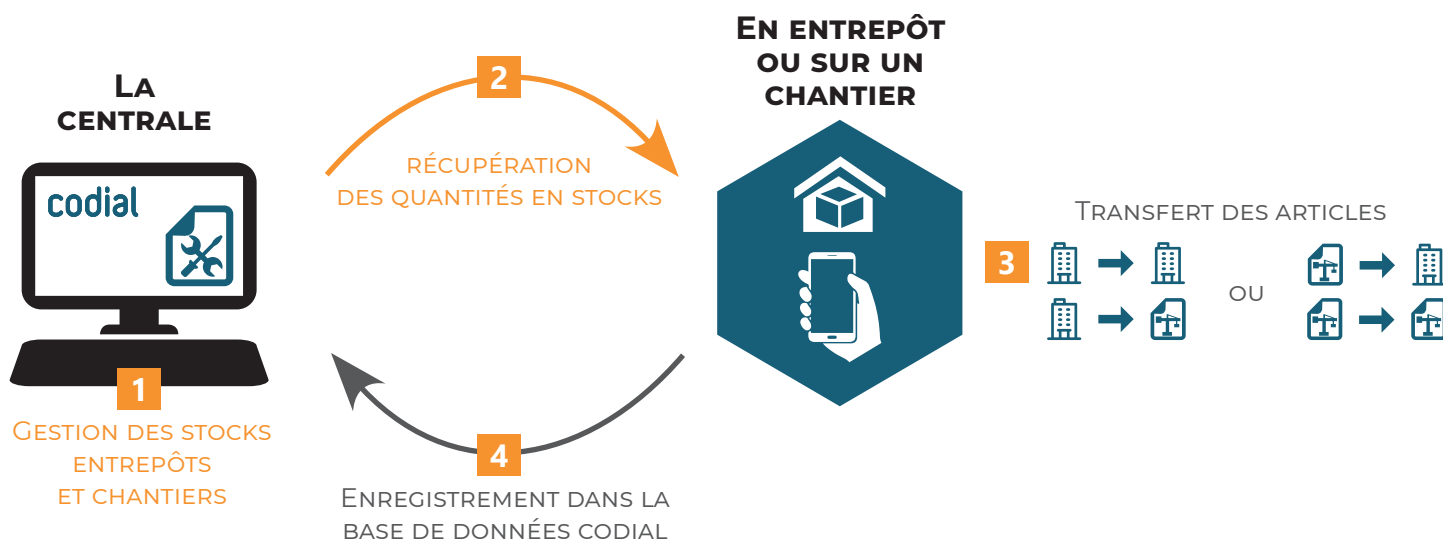 La
centrale
codial
1
Gestion des stocks
entrepôts
et chantiers
2
récupération
des quantités en stocks
En entrepôt
ou sur un
chantier
3
Transfert des articles
ou
4
Enregistrement dans la
base de données codial